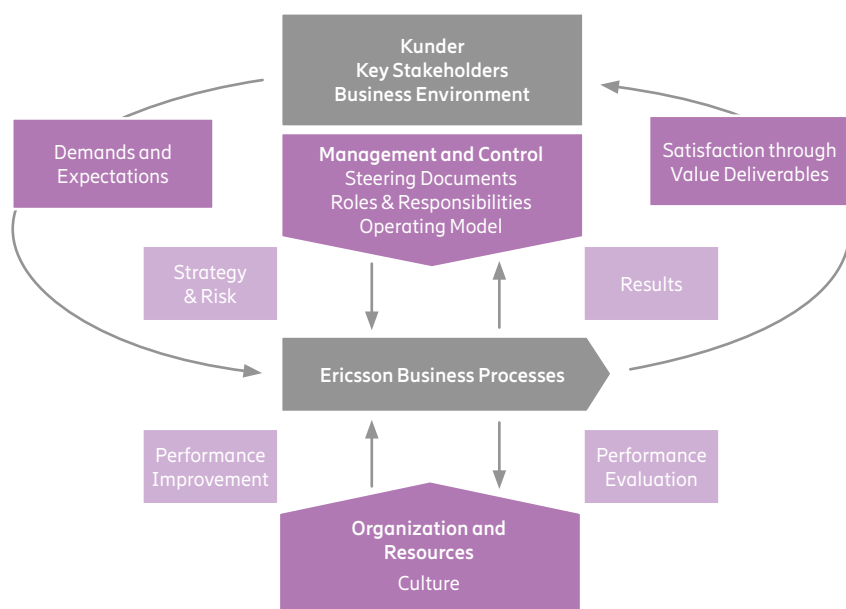 Kunder
Key Stakeholders
Business Environment
Demands and
Expectations
Management and Control
Steering Documents
Roles & Responsibilities
Operating Model
Satisfaction through
Value Deliverables
Strategy
& Risk
Results
Ericsson Business Processes
Performance
Improvement
Performance
Evaluation
Organization and
Resources
Culture